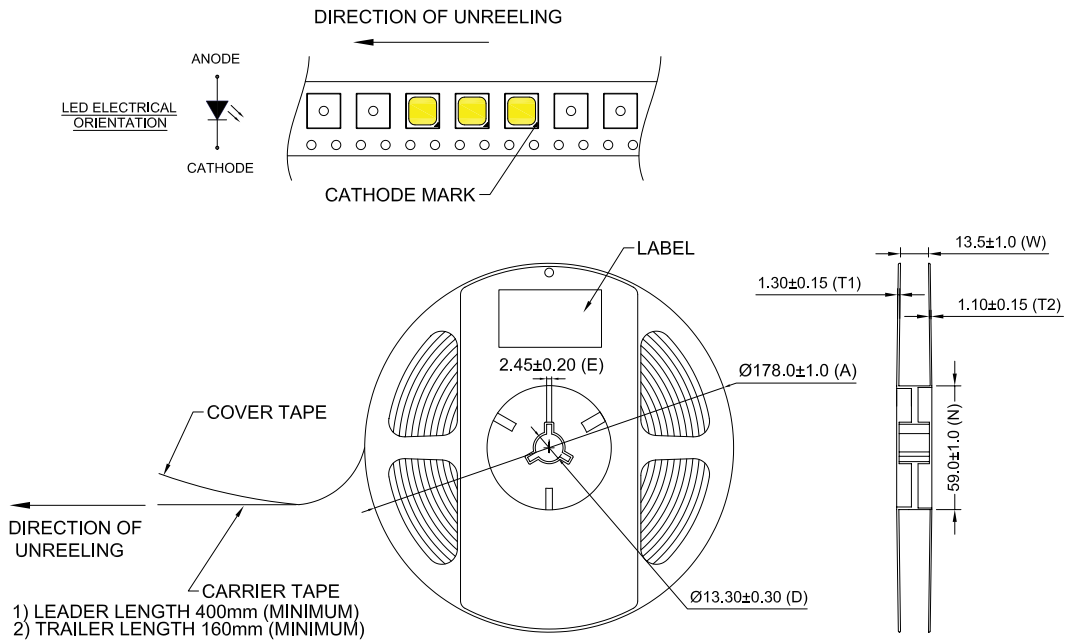 DIRECTION OF UNREELING
ANODE
LED ELECTRICAL
ORIENTATION
CATHODE
CATHODE MARK
LABEL
13.5±1.0 (W)
1.30±0.15 (T1)
1.10±0.15 (T2)
2.45±0.20 (E)
Ø178.0±1.0 (A)
COVER TAPE
59.0±1.0 (N)
DIRECTION OF
UNREELING
CARRIER TAPE
Ø13.30±0.30 (D)
1) LEADER LENGTH 400mm (MINIMUM)
2) TRAILER LENGTH 160mm (MINIMUM)